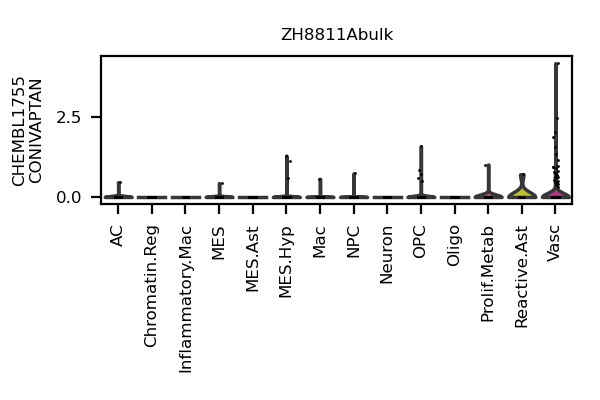 ZH8811Abulk
CHEMBL1755
CONIVAPTAN
2.5
0.0
AC
Chromatin.Reg
Inflammatory.Mac
MES
MES.Ast
MES.Hyp
Mac
NPC
Neuron
OPC
Oligo
Prolif.Metab
Reactive.Ast
Vasc